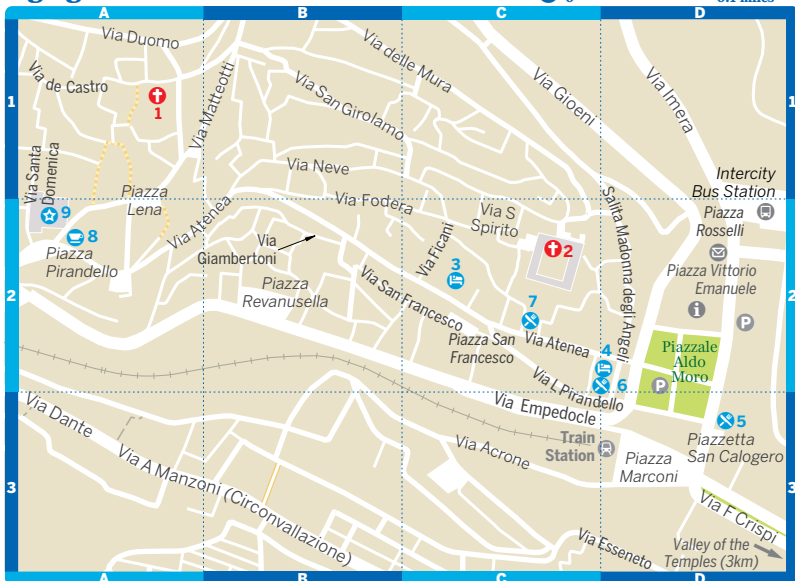 A
B
C
D
Via Duomo
Via de Castro
1
Via Matteotti
Via delle Mura
Via San Girolamo
Via Gioeni
Via Imera
1
1
Via Neve
Via Santa
Domenica
Piazza
Lena
Via Fodera
Via Atenea
Via S
Spirito
Salita Madonna degli Angeli
Intercity
Bus Station
Piazza
Rosselli
9
8
Piazza
Pirandello
Via
Giambertoni
Via Ficani
3
2
Piazza Vittorio
Emanuele
2
2
Piazza
Revanusella
Via San Francesco
7
Piazza San
Francesco
Via Atenea
4
i
P
Piazzale
Aldo
Moro
P
Via L Pirandello
6
Via Empedocle
5
Piazzetta
San Calogero
Via Dante
Via A Manzoni (Circonvallazione)
Via Acrone
Train
Station
Piazza
Marconi
3
3
Via F Crispi
Via Esseneto
Valley of the
Temples (3km)
A
B
C
D